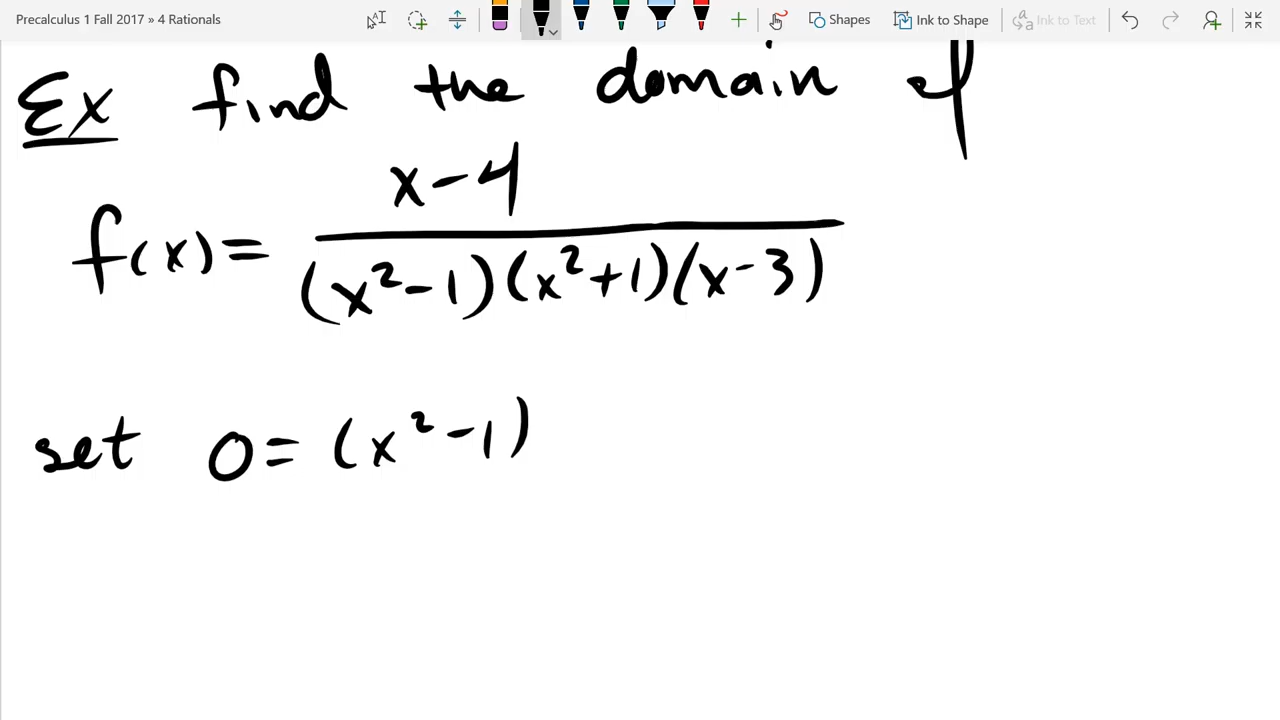 Precalculus 1 Fall 2017 » 4 Rationals Shapes Ink to Shape Ink to Text
Ex find the domain of
x-4
f(x)=
(x²-1)(x²+1)(x-3)
set 0=(x²-1)